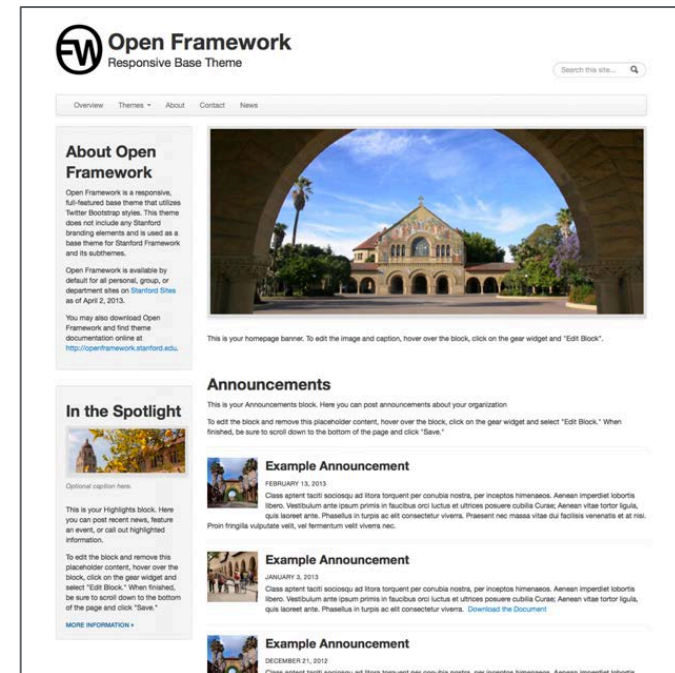 FW Open Framework
Responsive Base Theme
Search this site...
Overview Themes About Contact News
About Open
Framework
Open Framework is a responsive,
full-featured base theme that utilizes
Twitter Bootstrap styles. This theme
does not include any Stanford
branding elements and is used as a
base theme for Stanford Framework
and its subthemes.
Open Framework is available by
default for all personal, group, or
department sites on Stanford Sites
as of April 2, 2013.
You may also download Open
Framework and find theme
documentation online at
http://openframework.stanford.edu.
In the Spotlight
Optional caption here.
This is your Highlights block. Here
you can post recent news, feature
an event, or call out highlighted
information.
To edit the block and remove this
placeholder content, hover over the
block, click on the gear widget and
select "Edit Block." When finished,
be sure to scroll down to the bottom
of the page and click "Save."
MORE INFORMATION »
This is your homepage banner. To edit the image and caption, hover over the block, click on the gear widget and "Edit Block".
Announcements
This is your Announcements block. Here you can post announcements about your organization
To edit the block and remove this placeholder content, hover over the block, click on the gear widget and select "Edit Block." When
finished, be sure to scroll down to the bottom of the page and click "Save."
Example Announcement
FEBRUARY 13, 2013
Class aptent taciti sociosqu ad litora torquent per conubia nostra, per inceptos himenaeos. Aenean imperdiet lobortis
libero. Vestibulum ante ipsum primis in faucibus orci luctus et ultrices posuere cubilia Curae; Aenean vitae tortor ligula,
quis laoreet ante. Phasellus in turpis ac elit consectetur viverra. Praesent nec massa vitae dui facilisis venenatis et at nisi.
Proin fringilla vulputate velit, vel fermentum velit viverra nec.
Example Announcement
JANUARY 3, 2013
Class aptent taciti sociosqu ad litora torquent per conubia nostra, per inceptos himenaeos. Aenean imperdiet lobortis
libero. Vestibulum ante ipsum primis in faucibus orci luctus et ultrices posuere cubilia Curae; Aenean vitae tortor ligula,
quis laoreet ante. Phasellus in turpis ac elit consectetur viverra. Download the Document
Example Announcement
DECEMBER 21, 2012
Class aptent taciti sociosqu ad litora torquent per conubia nostra, per inceptos himenaeos. Aenean imperdiet lobortis